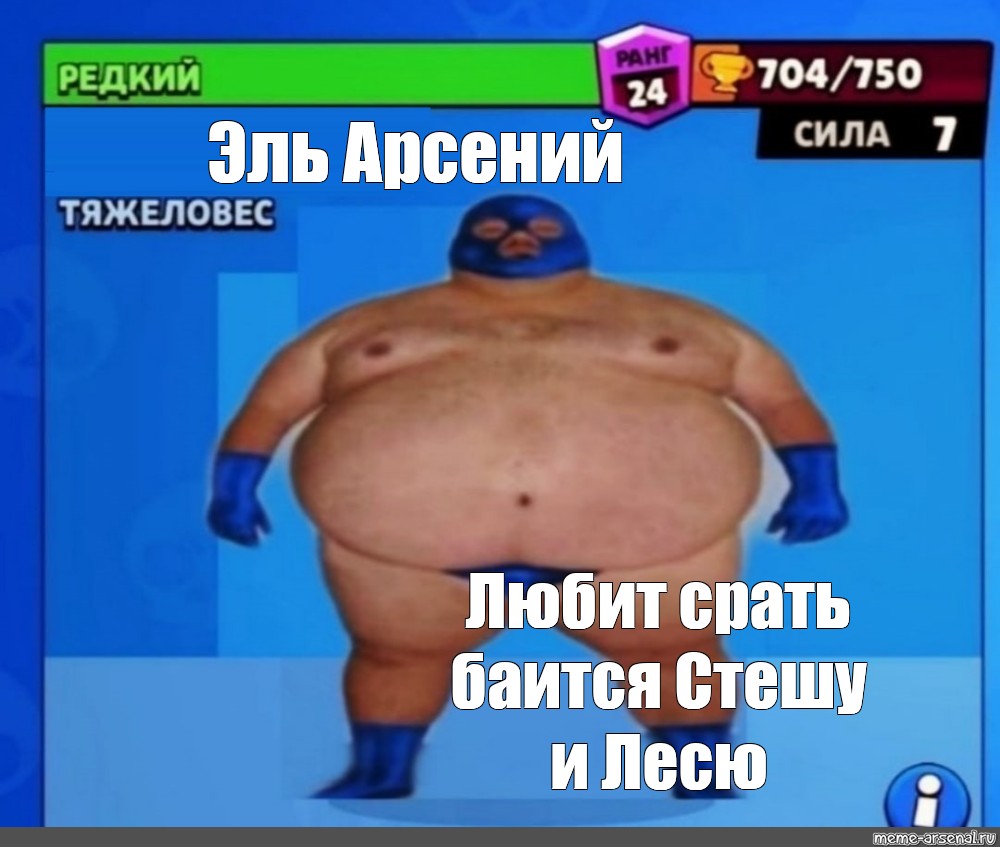 РЕДКИЙ
РАНГ
24
704/750
СИЛА 7
Эль Арсений
ТЯЖЕЛОВЕС
Любит срать
баится Стешу
и Лесю
meme-arsenal.ru